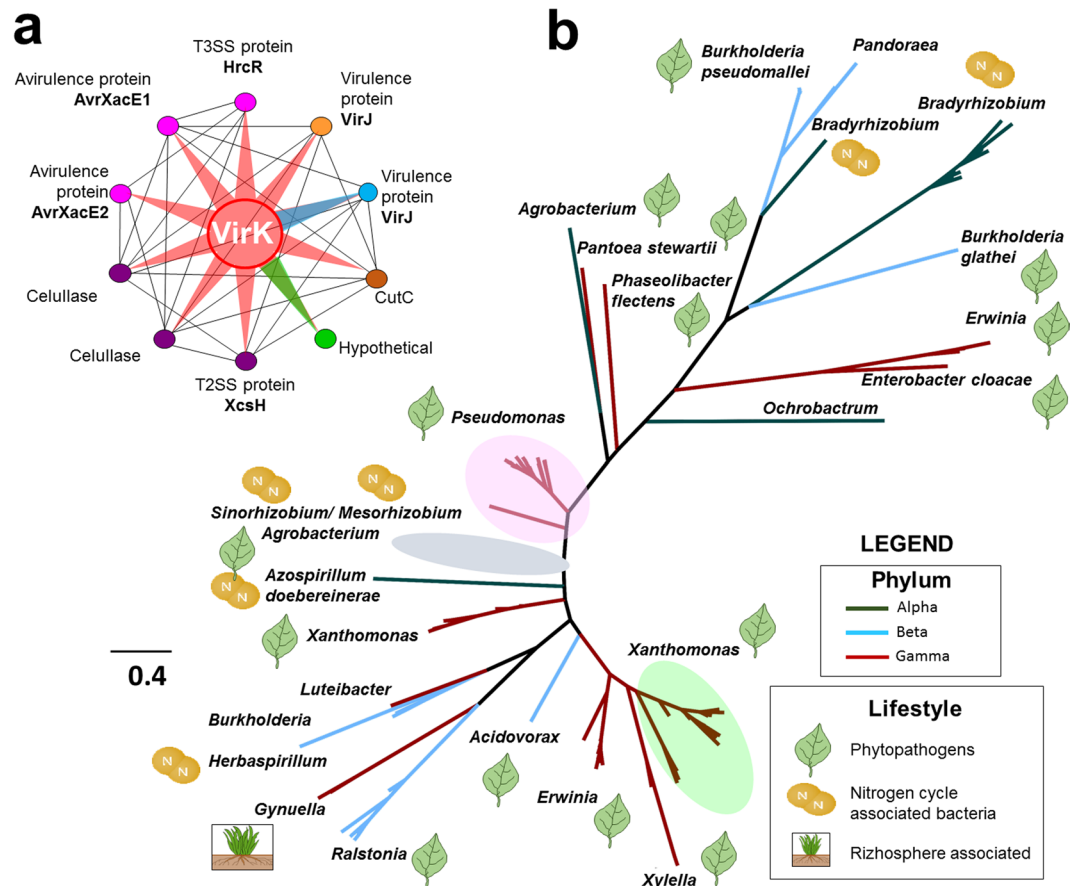 a
T3SS protein
HrcR
Avirulence protein
AvrXacE1
Virulence
protein
VirJ
Avirulence
protein
AvrXacE2
Virulence
protein
VirJ
VirK
Celullase
CutC
Celullase
Hypothetical
T2SS protein
XcsH
b
Burkholderia
pseudomallei
Pandoraea
N N
Bradyrhizobium
Bradyrhizobium
N N
Agrobacterium
Pantoea stewartii
Phaseolibacter
flectens
Burkholderia
glathei
Erwinia
Enterobacter cloacae
Ochrobactrum
Pseudomonas
N N
N N
Sinorhizobium/ Mesorhizobium
Agrobacterium
N N
Azospirillum
doebereinerae
Xanthomonas
0.4
Luteibacter
Burkholderia
N N
Herbaspirillum
Gynuella
Ralstonia
Acidovorax
Erwinia
Xylella
Xanthomonas
LEGEND
Phylum
Alpha
Beta
Gamma
Lifestyle
Phytopathogens
N N
Nitrogen cycle
associated bacteria
Rizhosphere associated